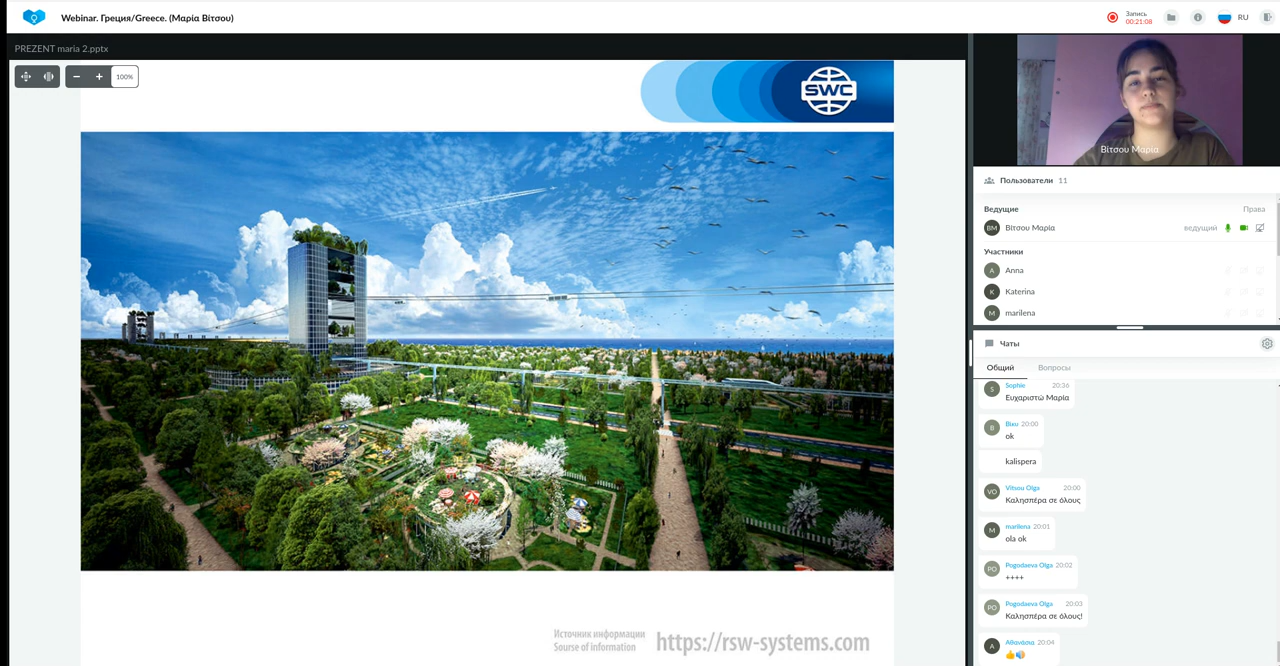 Webinar. Греция/Greece. (Μαρία Βίτσου)
Запись
00:21:08
RU
PREZENT maria 2.pptx
100%
SWC
Βίτσου Μαρία
Пользователи 11
Ведущие Права
ΒΜ Βίτσου Μαρία ведущий
Участники
A Anna
K Katerina
M marilena
Чаты
Общий Вопросы
S Sophie 20:36
Ευχαριστώ Μαρία
B Bixu 20:00
ok
kalispera
VO Vitsou Olga 20:00
Καλησπέρα σε όλους
M marilena 20:01
ola ok
PO Pogodaeva Olga 20:02
++++
PO Pogodaeva Olga 20:03
Καλησπέρα σε όλους!
Α Αθανάσια 20:04
Источник информации
Sourse of information
https://rsw-systems.com